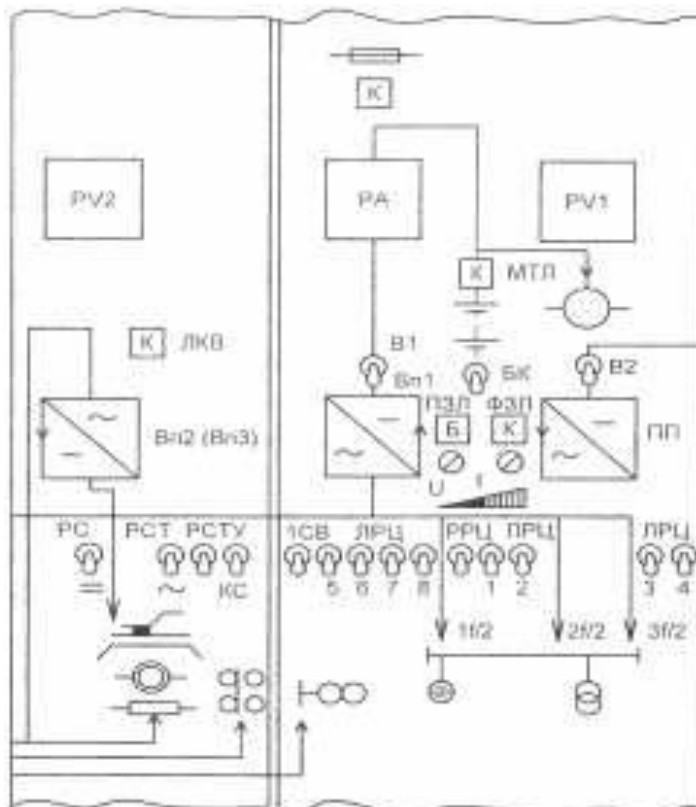 К
PV2
PA
PV1
К МТЛ
К ЛКВ
В1
Вп1
БК
В2
ПЗЛ ФЗЛ
Б К
Вп2 (Вп3)
ПП
U I
РС РСТ РСТУ 1СВ ЛРЦ РРЦ ПРЦ ЛРЦ
= ~ КС 5 6 7 8 1 2 3 4
1f/2 2f/2 3f/2